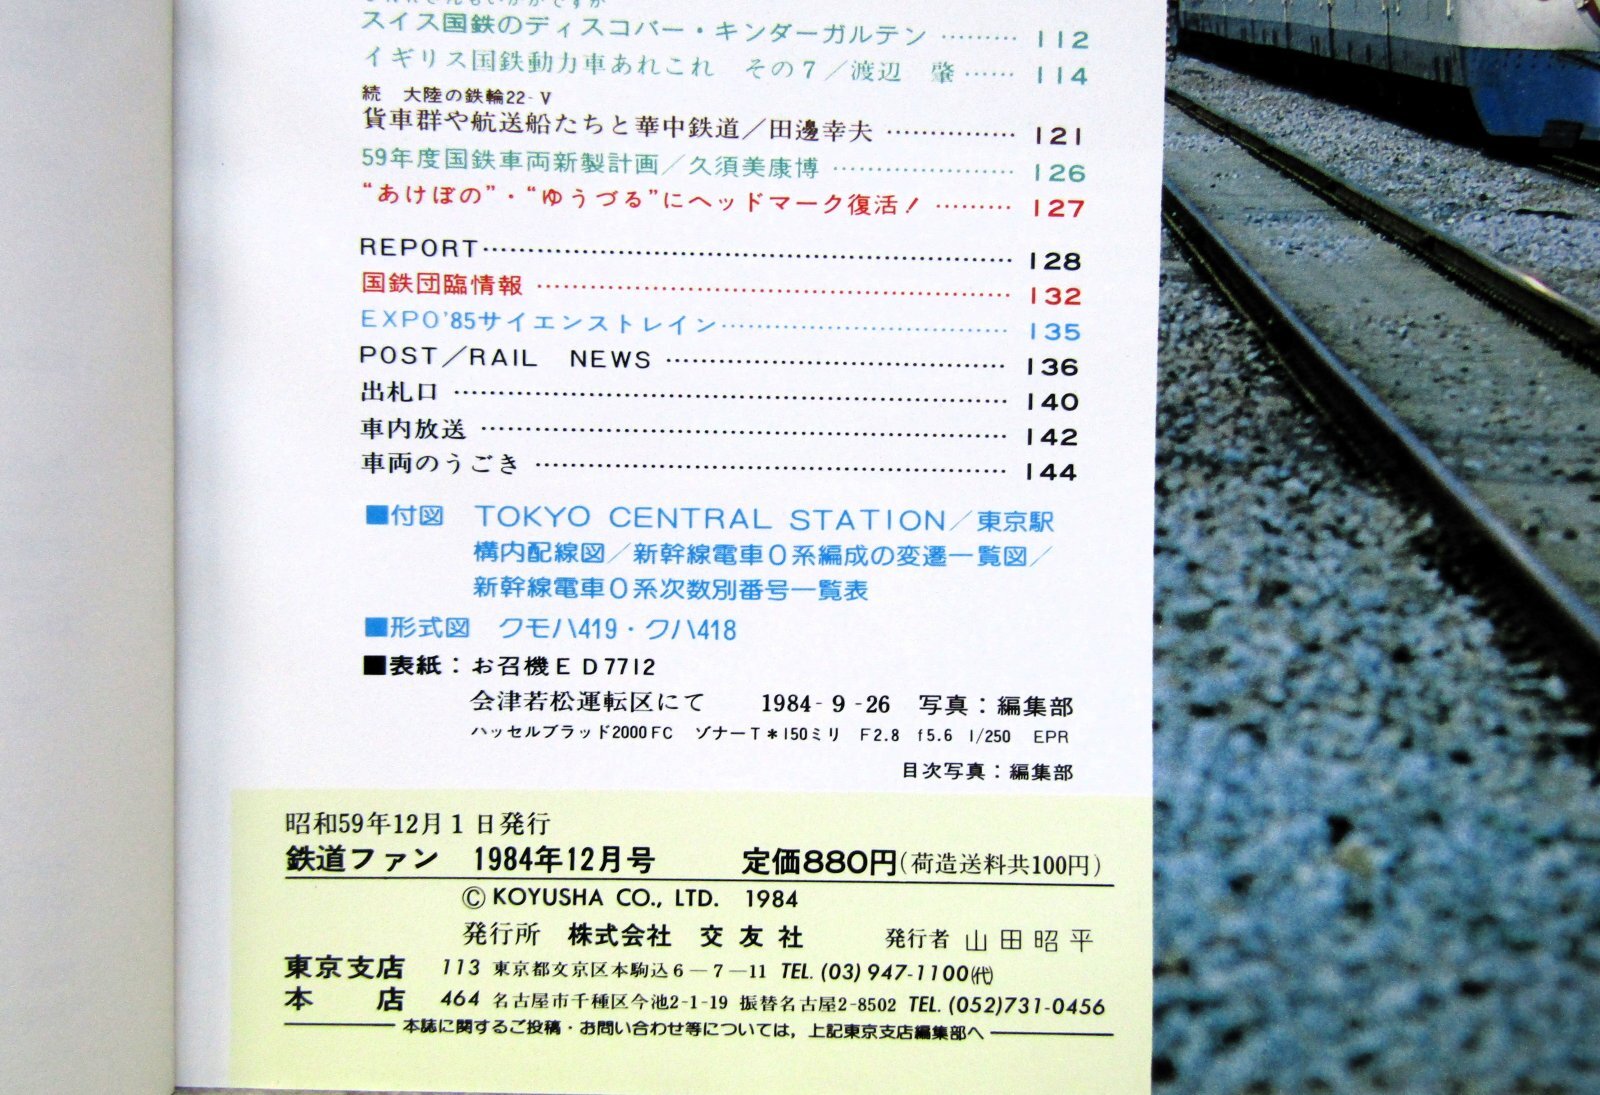 スイス国鉄のディスコバー・キンダーガルテン ……… 112
イギリス国鉄動力車あれこれ　その7／渡辺　肇 …… 114
続　大陸の鉄輪22-V
貨車群や航送船たちと華中鉄道／田邊幸夫 …………… 121
59年度国鉄車両新製計画／久須美康博 ………………… 126
“あけぼの”・“ゆうづる”にヘッドマーク復活！ ……… 127
REPORT………………………………………………… 128
国鉄団臨情報 …………………………………………… 132
EXPO'85サイエンストレイン………………………… 135
POST／RAIL　NEWS ……………………………… 136
出札口 …………………………………………………… 140
車内放送 ………………………………………………… 142
車両のうごき …………………………………………… 144
■付図　TOKYO CENTRAL STATION／東京駅
構内配線図／新幹線電車０系編成の変遷一覧図／
新幹線電車０系次数別番号一覧表
■形式図　クモハ419・クハ418
■表紙：お召機ＥＤ7712
会津若松運転区にて　1984-9-26　写真：編集部
ハッセルブラッド2000FC　ゾナーT＊150ミリ　F2.8　f5.6　1/250　EPR
目次写真：編集部
昭和59年12月１日発行
鉄道ファン　1984年12月号　定価880円（荷造送料共100円）
© KOYUSHA CO., LTD.　1984
発行所　株式会社　交友社　発行者　山田昭平
東京支店　113　東京都文京区本駒込６－７－11　TEL. (03) 947-1100㈹
本店　464　名古屋市千種区今池2-1-19　振替名古屋2-8502　TEL. (052)731-0456
本誌に関するご投稿・お問い合わせ等については，上記東京支店編集部へ